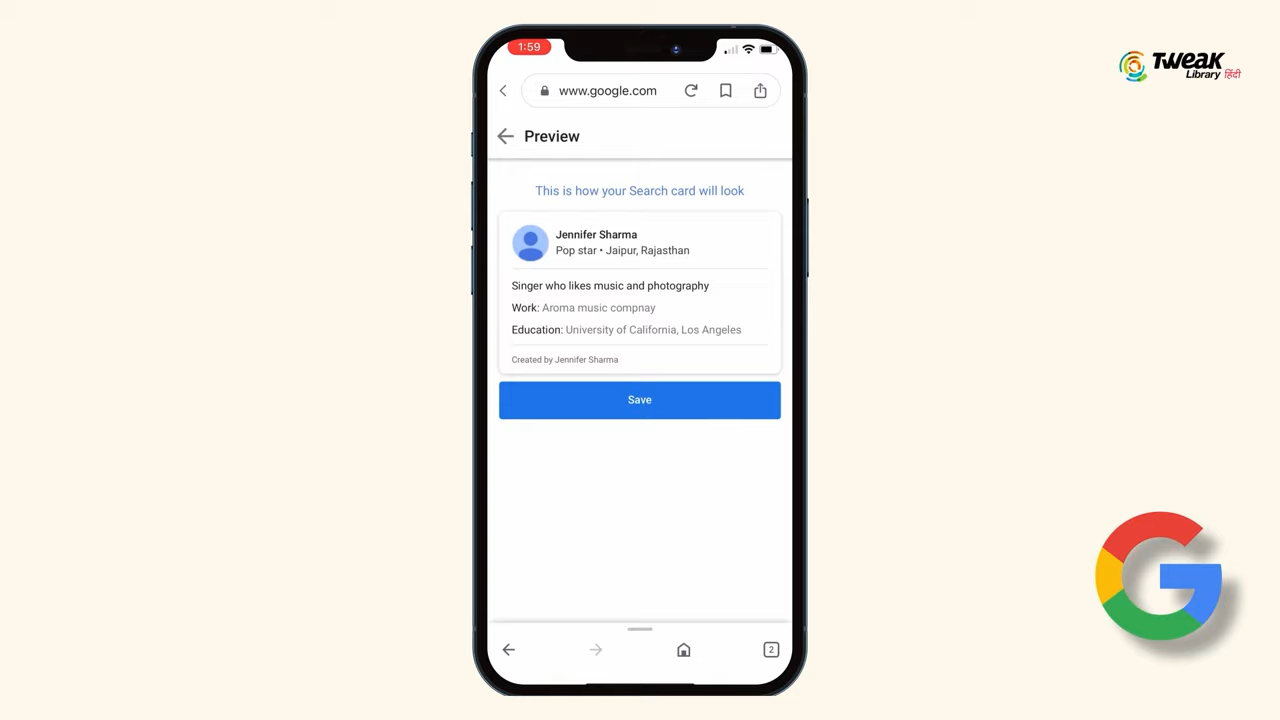 1:59
TWEAK
Library हिंदी
www.google.com
Preview
This is how your Search card will look
Jennifer Sharma
Pop star • Jaipur, Rajasthan
Singer who likes music and photography
Work: Aroma music compnay
Education: University of California, Los Angeles
Created by Jennifer Sharma
Save
2
G